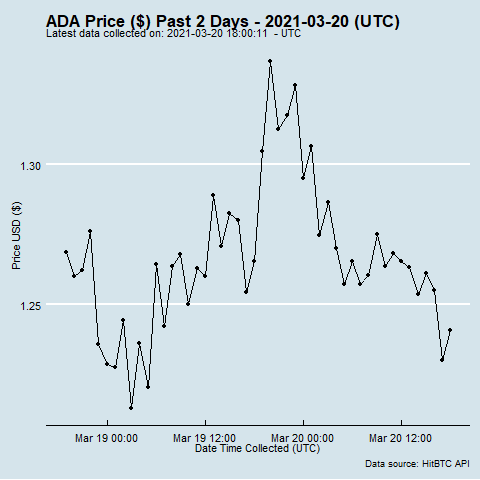 ADA Price ($) Past 2 Days - 2021-03-20 (UTC)
Latest data collected on: 2021-03-20 18:00:11  - UTC
1.30
Price USD ($)
1.25
Mar 19 00:00 Mar 19 12:00 Mar 20 00:00 Mar 20 12:00
Date Time Collected (UTC)
Data source: HitBTC API